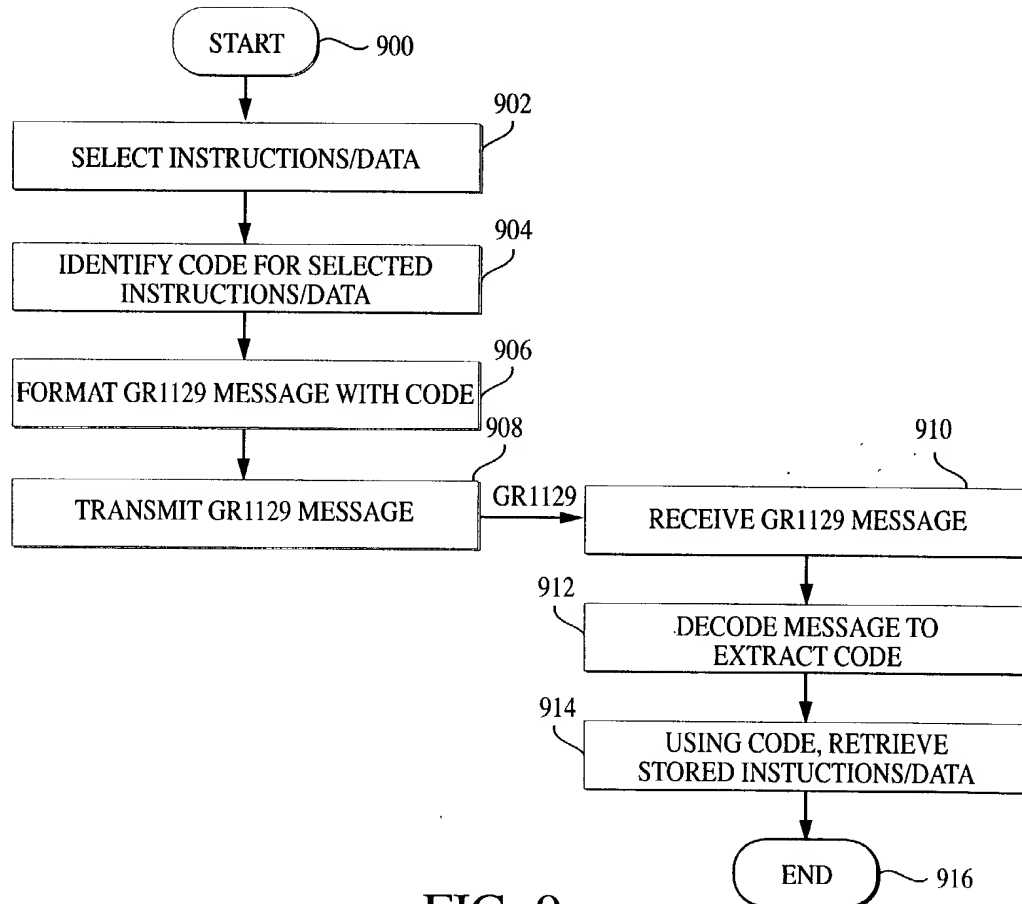 START
900
902
SELECT INSTRUCTIONS/DATA
904
IDENTIFY CODE FOR SELECTED
INSTRUCTIONS/DATA
906
FORMAT GR1129 MESSAGE WITH CODE
908
TRANSMIT GR1129 MESSAGE
GR1129
910
RECEIVE GR1129 MESSAGE
912
DECODE MESSAGE TO
EXTRACT CODE
914
USING CODE, RETRIEVE
STORED INSTUCTIONS/DATA
END
916
FIG. 9